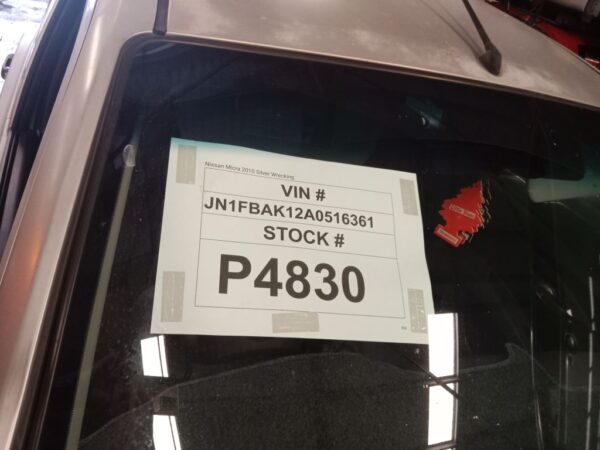 Nissan Micra 2010 Silver Wrecking
VIN #
JN1FBAK12A0516361
STOCK #
P4830